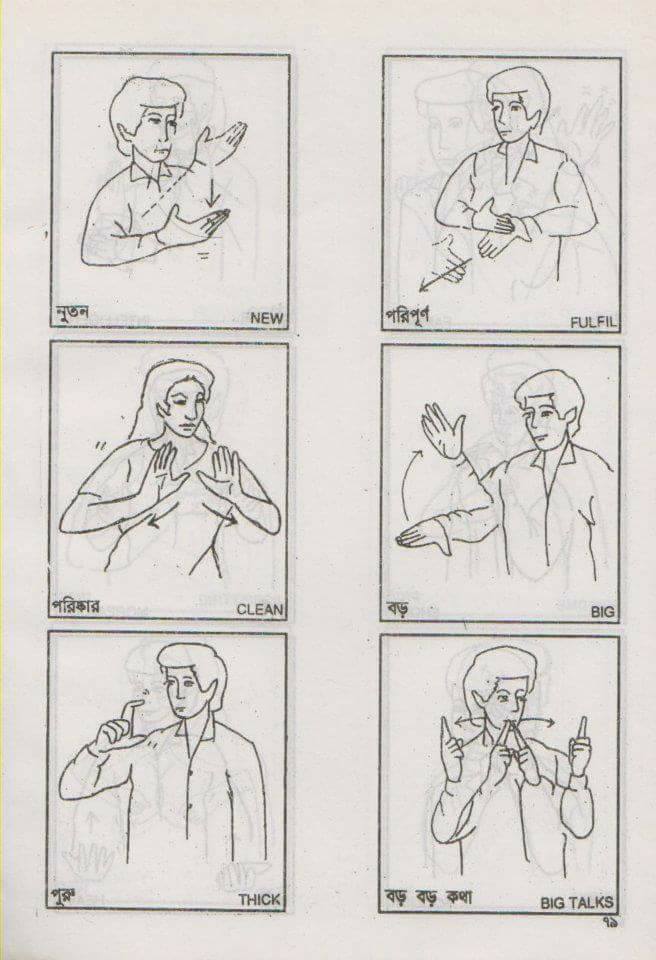 নুতন NEW
পরিপূর্ণ FULFIL
পরিষ্কার CLEAN
বড় BIG
পুরু THICK
বড় বড় কথা BIG TALKS
৭৯